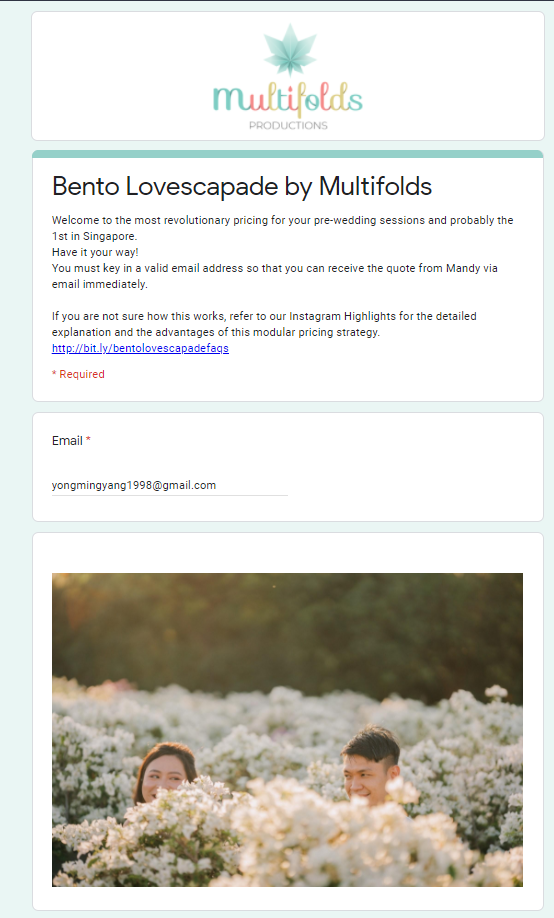 multifolds
PRODUCTIONS
Bento Lovescapade by Multifolds
Welcome to the most revolutionary pricing for your pre-wedding sessions and probably the
1st in Singapore.
Have it your way!
You must key in a valid email address so that you can receive the quote from Mandy via
email immediately.
If you are not sure how this works, refer to our Instagram Highlights for the detailed
explanation and the advantages of this modular pricing strategy.
http://bit.ly/bentolovescapadefaqs
* Required
Email *
yongmingyang1998@gmail.com